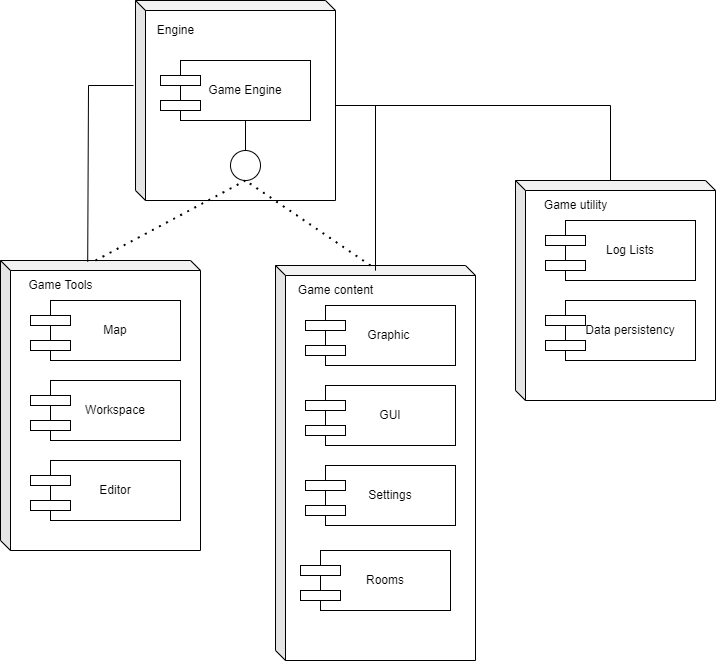 Engine
Game Engine
Game Tools
Map
Workspace
Editor
Game content
Graphic
GUI
Settings
Rooms
Game utility
Log Lists
Data persistency